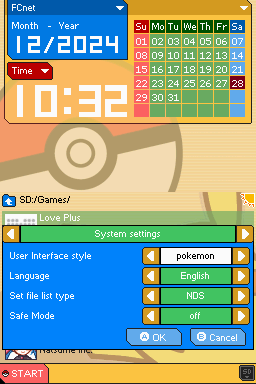 FCnet
Month - Year
12/2024
Time
10:32
Su Mo Tu We Th Fr Sa
01 02 03 04 05 06 07
08 09 10 11 12 13 14
15 16 17 18 19 20 21
22 23 24 25 26 27 28
29 30 31
SD:/Games/
Love Plus
System settings
User Interface style pokemon
Language English
Set file list type NDS
Safe Mode off
A OK B Cancel
Natsume Inc.
START
SD